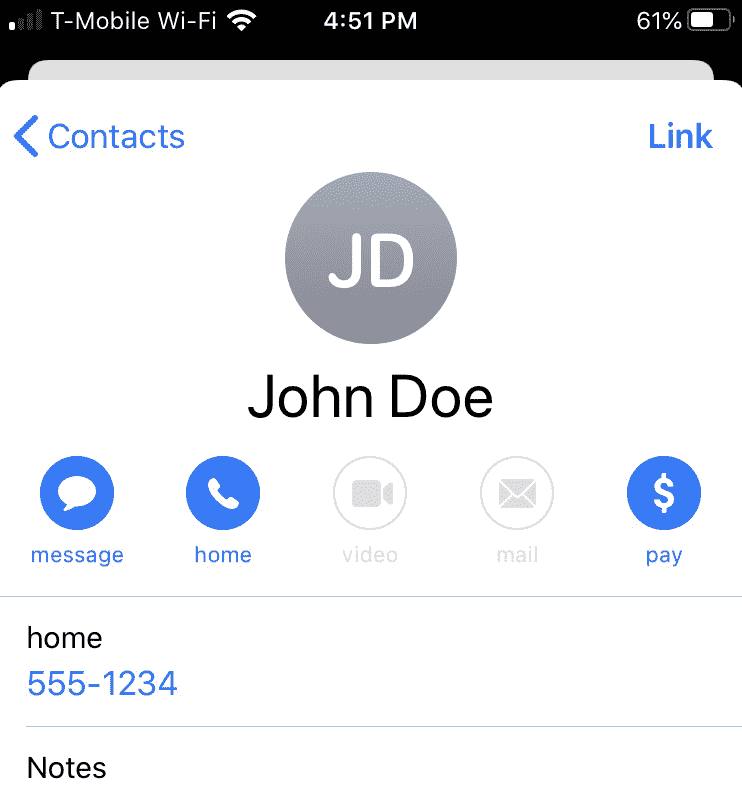 T-Mobile Wi-Fi 4:51 PM 61%
Contacts Link
JD
John Doe
$
message home video mail pay
home
555-1234
Notes